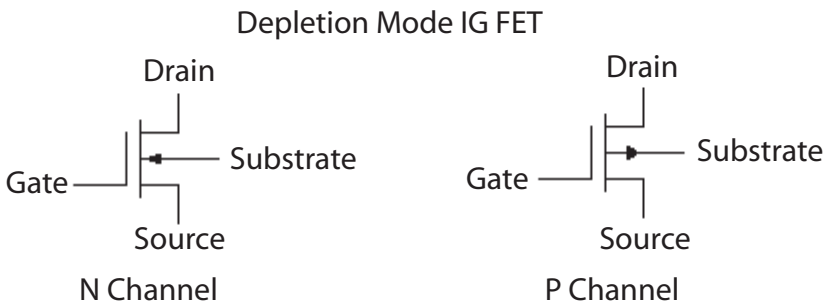 Depletion Mode IG FET
Drain
Substrate
Gate
Source
N Channel
Drain
Substrate
Gate
Source
P Channel